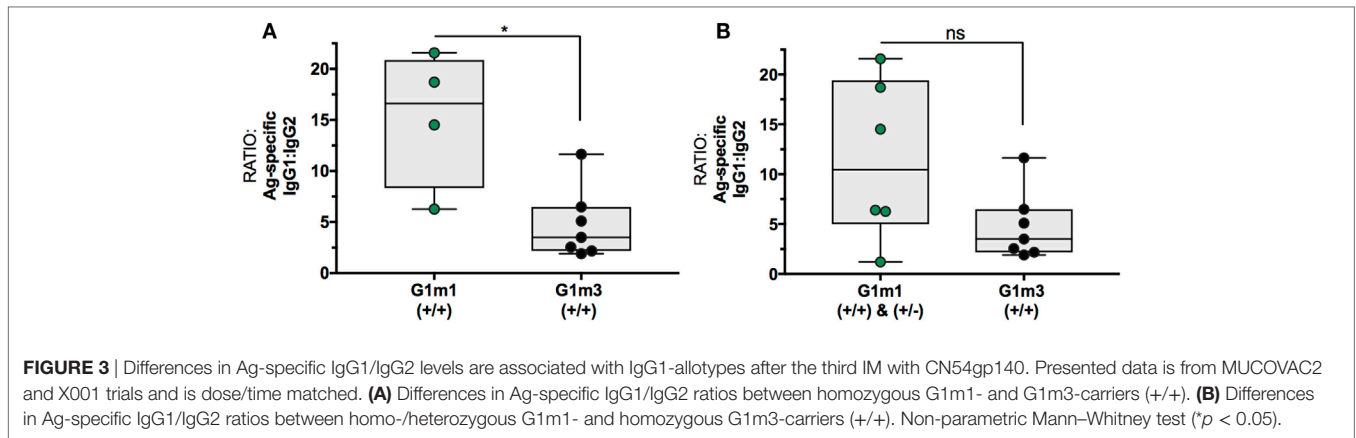 A
*
20
15
10
5
0
RATIO:
Ag-specific
IgG1:IgG2
G1m1
(+/+)
G1m3
(+/+)
B
ns
20
15
10
5
0
RATIO:
Ag-specific
IgG1:IgG2
G1m1
(+/+) & (+/-)
G1m3
(+/+)
FIGURE 3 | Differences in Ag-specific IgG1/IgG2 levels are associated with IgG1-allotypes after the third IM with CN54gp140. Presented data is from MUCOVAC2
and X001 trials and is dose/time matched. (A) Differences in Ag-specific IgG1/IgG2 ratios between homozygous G1m1- and G1m3-carriers (+/+). (B) Differences
in Ag-specific IgG1/IgG2 ratios between homo-/heterozygous G1m1- and homozygous G1m3-carriers (+/+). Non-parametric Mann–Whitney test (*p < 0.05).